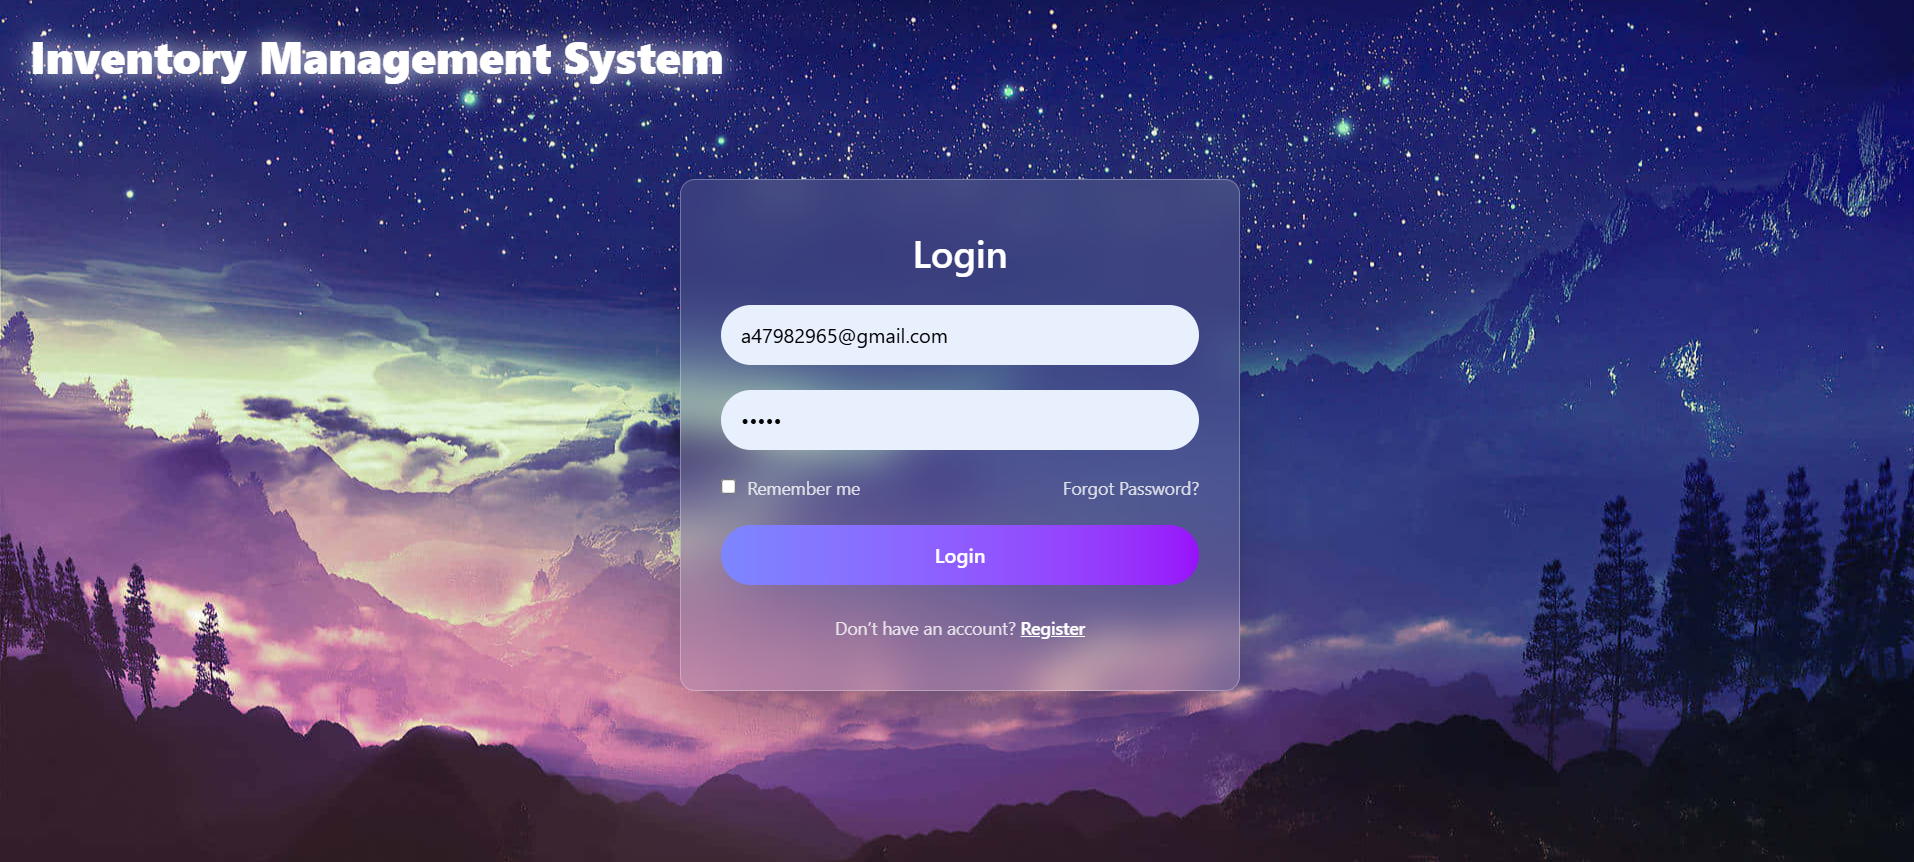 Inventory Management System
Login
a47982965@gmail.com
•••••
Remember me
Forgot Password?
Login
Don’t have an account? Register